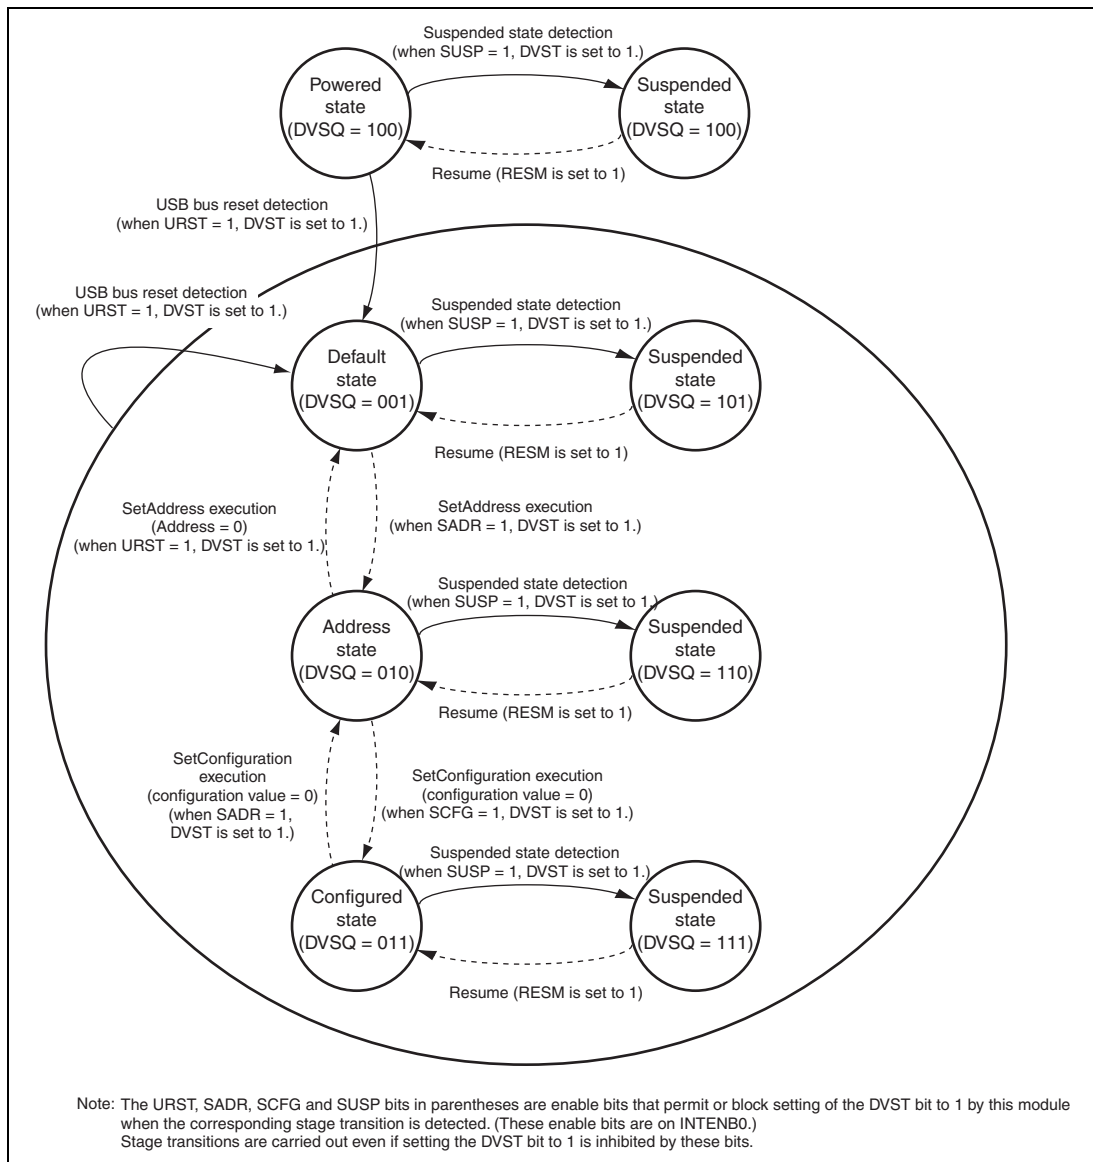 Suspended state detection
(when SUSP = 1, DVST is set to 1.)
Powered
state
(DVSQ = 100)
Suspended
state
(DVSQ = 100)
Resume (RESM is set to 1)
USB bus reset detection
(when URST = 1, DVST is set to 1.)
USB bus reset detection
(when URST = 1, DVST is set to 1.)
Suspended state detection
(when SUSP = 1, DVST is set to 1.)
Default
state
(DVSQ = 001)
Suspended
state
(DVSQ = 101)
Resume (RESM is set to 1)
SetAddress execution
(Address = 0)
(when URST = 1, DVST is set to 1.)
SetAddress execution
(when SADR = 1, DVST is set to 1.)
Suspended state detection
(when SUSP = 1, DVST is set to 1.)
Address
state
(DVSQ = 010)
Suspended
state
(DVSQ = 110)
Resume (RESM is set to 1)
SetConfiguration
execution
(configuration value = 0)
(when SADR = 1,
DVST is set to 1.)
SetConfiguration execution
(configuration value = 0)
(when SCFG = 1, DVST is set to 1.)
Suspended state detection
(when SUSP = 1, DVST is set to 1.)
Configured
state
(DVSQ = 011)
Suspended
state
(DVSQ = 111)
Resume (RESM is set to 1)
Note: The URST, SADR, SCFG and SUSP bits in parentheses are enable bits that permit or block setting of the DVST bit to 1 by this module
when the corresponding stage transition is detected. (These enable bits are on INTENB0.)
Stage transitions are carried out even if setting the DVST bit to 1 is inhibited by these bits.